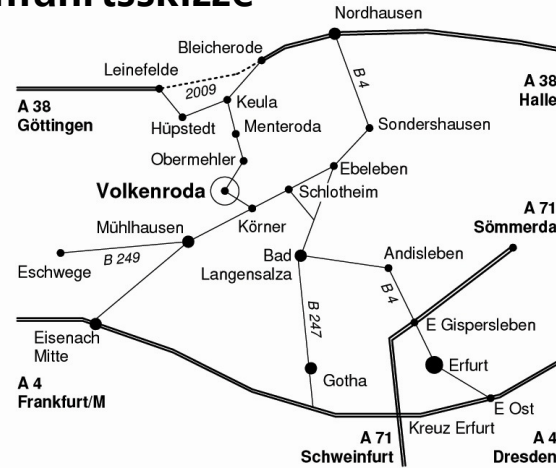 Nordhausen
Bleicherode
Leinefelde
2009
B 4
A 38
Göttingen
A 38
Halle
Keula
Hüpstedt
Menteroda
Sondershausen
Obermehler
Ebeleben
Volkenroda
Schlotheim
A 71
Sömmerda
Mühlhausen
Körner
Eschwege
B 249
Bad
Langensalza
Andisleben
B 4
B 247
E Gispersleben
Eisenach
Mitte
Erfurt
Gotha
A 4
Frankfurt/M
E Ost
Kreuz Erfurt
A 71
Schweinfurt
A 4
Dresden